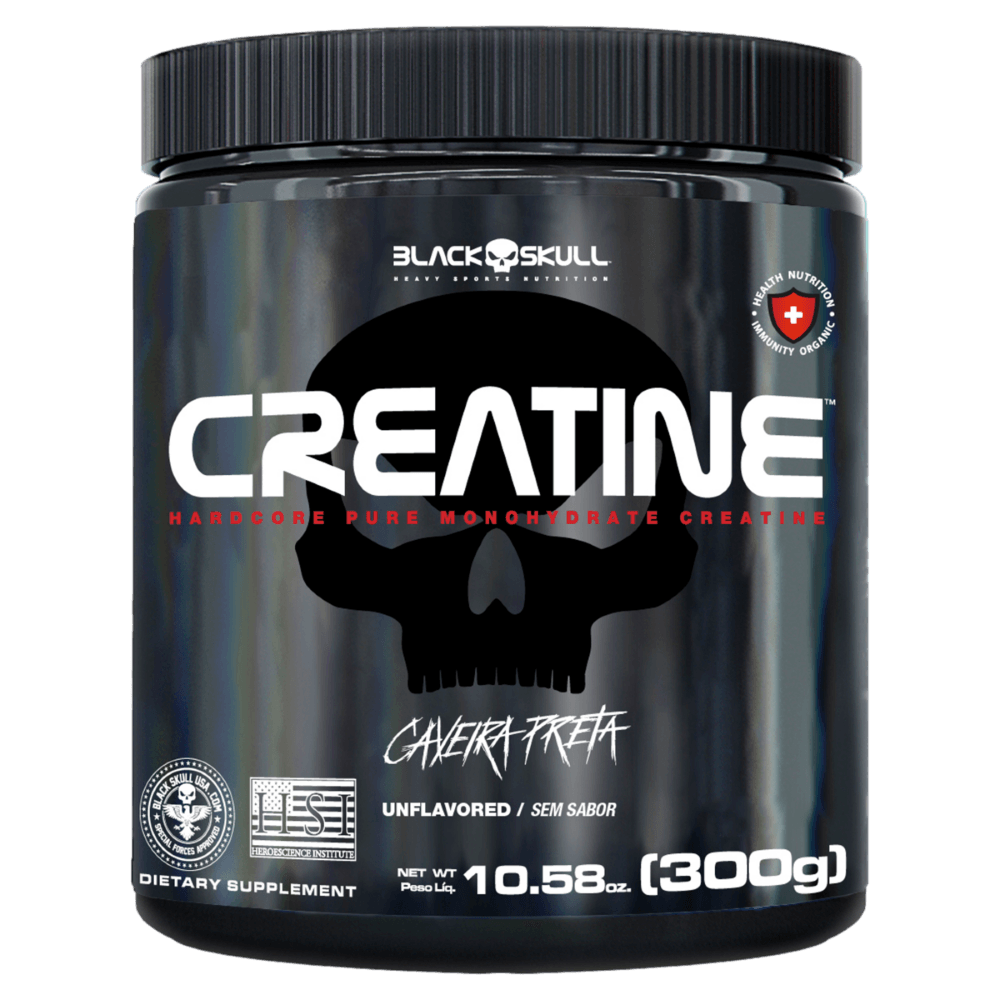 BLACK SKULL
HEAVY SPORTS NUTRITION
HEALTH NUTRITION
IMMUNITY ORGANIC
CREATINE™
HARDCORE PURE MONOHYDRATE CREATINE
CAVEIRA PRETA
UNFLAVORED / SEM SABOR
BLACK SKULL USA.COM
SPECIAL FORCES APPROVED
HSI
HEROESCIENCE INSTITUTE
DIETARY SUPPLEMENT
NET WT
Peso Líq.
10.58oz. (300g)